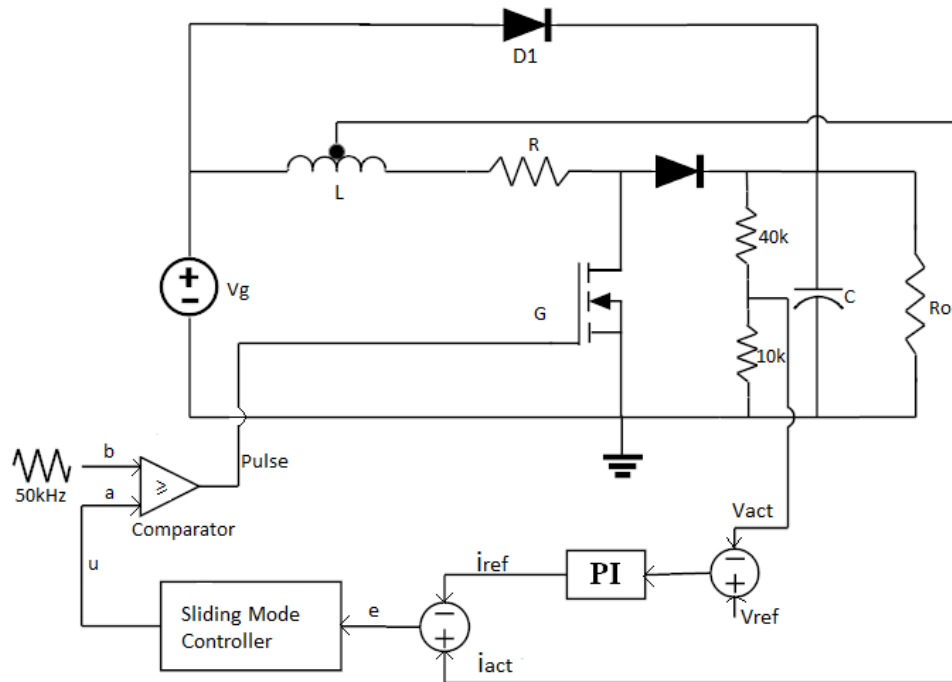 D1
R
L
40k
Vg
C
Ro
G
10k
b
Pulse
50kHz
a
≥
Comparator
Vact
u
iref
PI
Sliding Mode
Controller
e
Vref
iact